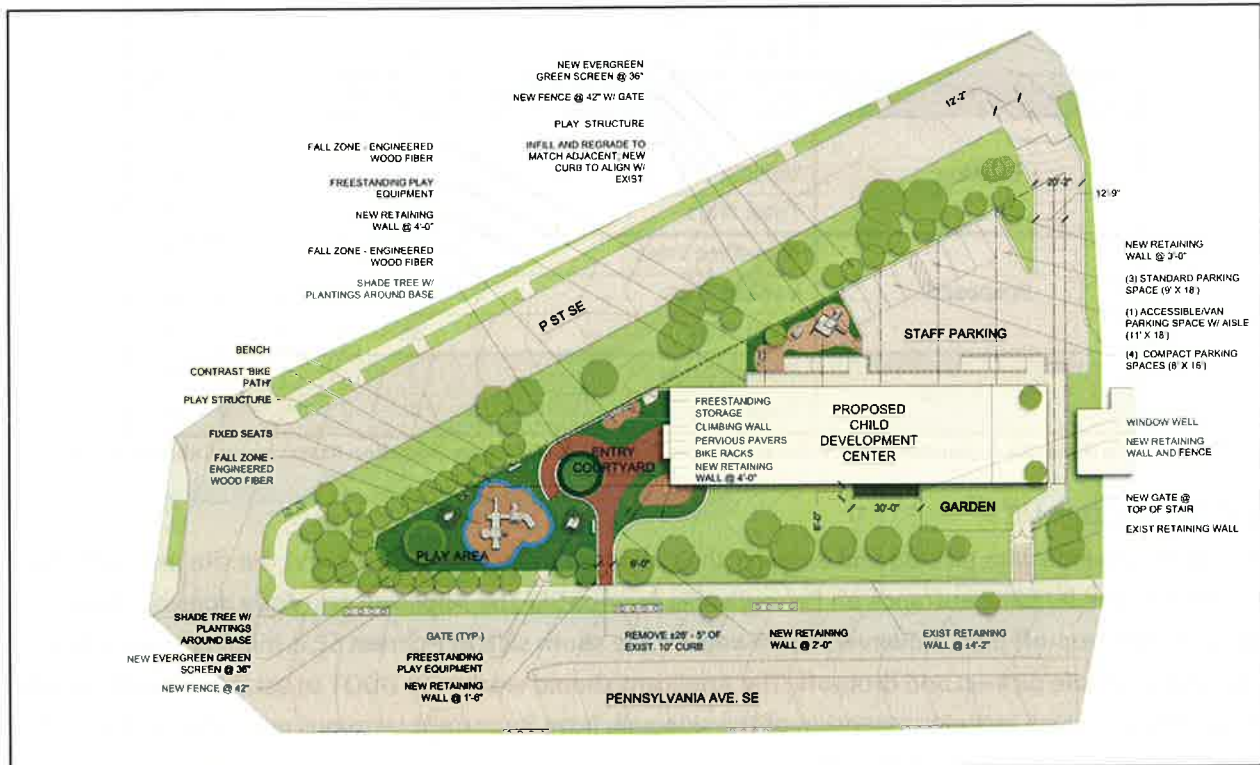 NEW EVERGREEN
GREEN SCREEN @ 36"
NEW FENCE @ 42" W/ GATE
PLAY STRUCTURE
INFILL AND REGRADE TO
MATCH ADJACENT; NEW
CURB TO ALIGN W/
EXIST
FALL ZONE - ENGINEERED
WOOD FIBER
FREESTANDING PLAY
EQUIPMENT
NEW RETAINING
WALL @ 4'-0"
FALL ZONE - ENGINEERED
WOOD FIBER
SHADE TREE W/
PLANTINGS AROUND BASE
BENCH
CONTRAST 'BIKE
PATH'
PLAY STRUCTURE
FIXED SEATS
FALL ZONE -
ENGINEERED
WOOD FIBER
12'-2"
20'-2"
12'-9"
NEW RETAINING
WALL @ 3'-0"
(3) STANDARD PARKING
SPACE (9' X 18')
(1) ACCESSIBLE/VAN
PARKING SPACE W/ AISLE
(11' X 18')
(4) COMPACT PARKING
SPACES (8' X 16')
WINDOW WELL
NEW RETAINING
WALL AND FENCE
NEW GATE @
TOP OF STAIR
EXIST RETAINING WALL
P ST SE
STAFF PARKING
FREESTANDING
STORAGE
CLIMBING WALL
PERVIOUS PAVERS
BIKE RACKS
NEW RETAINING
WALL @ 4'-0"
PROPOSED
CHILD
DEVELOPMENT
CENTER
ENTRY
COURTYARD
30'-0"
GARDEN
PLAY AREA
6'-0"
SHADE TREE W/
PLANTINGS
AROUND BASE
NEW EVERGREEN GREEN
SCREEN @ 36"
NEW FENCE @ 42"
GATE (TYP.)
FREESTANDING
PLAY EQUIPMENT
NEW RETAINING
WALL @ 1'-6"
REMOVE ±26' - 5" OF
EXIST. 10" CURB
NEW RETAINING
WALL @ 2'-0"
EXIST RETAINING
WALL @ ±4'-2"
PENNSYLVANIA AVE. SE